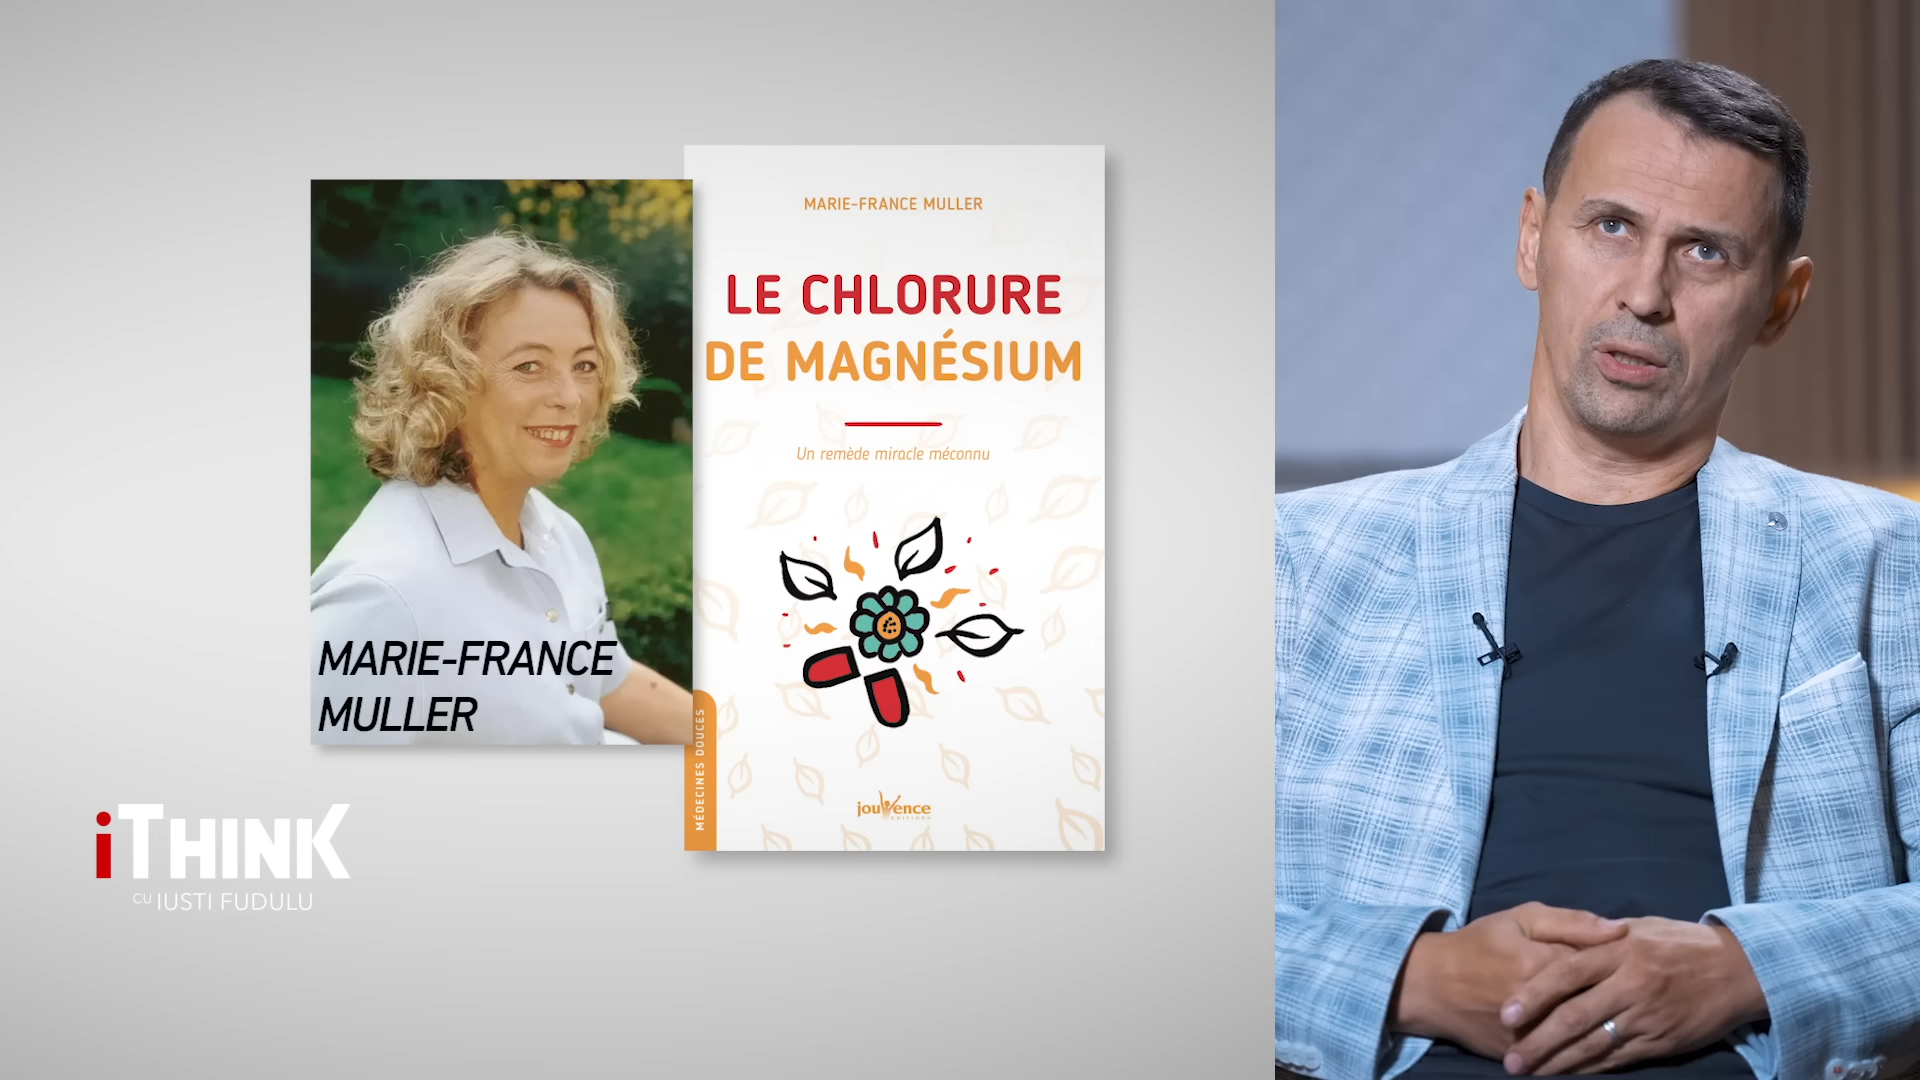 MARIE-FRANCE MULLER
LE CHLORURE
DE MAGNÉSIUM
Un remède miracle méconnu
MÉDECINES DOUCES
jouvence
EDITIONS
MARIE-FRANCE
MULLER
iTHINK
CU IUSTI FUDULU